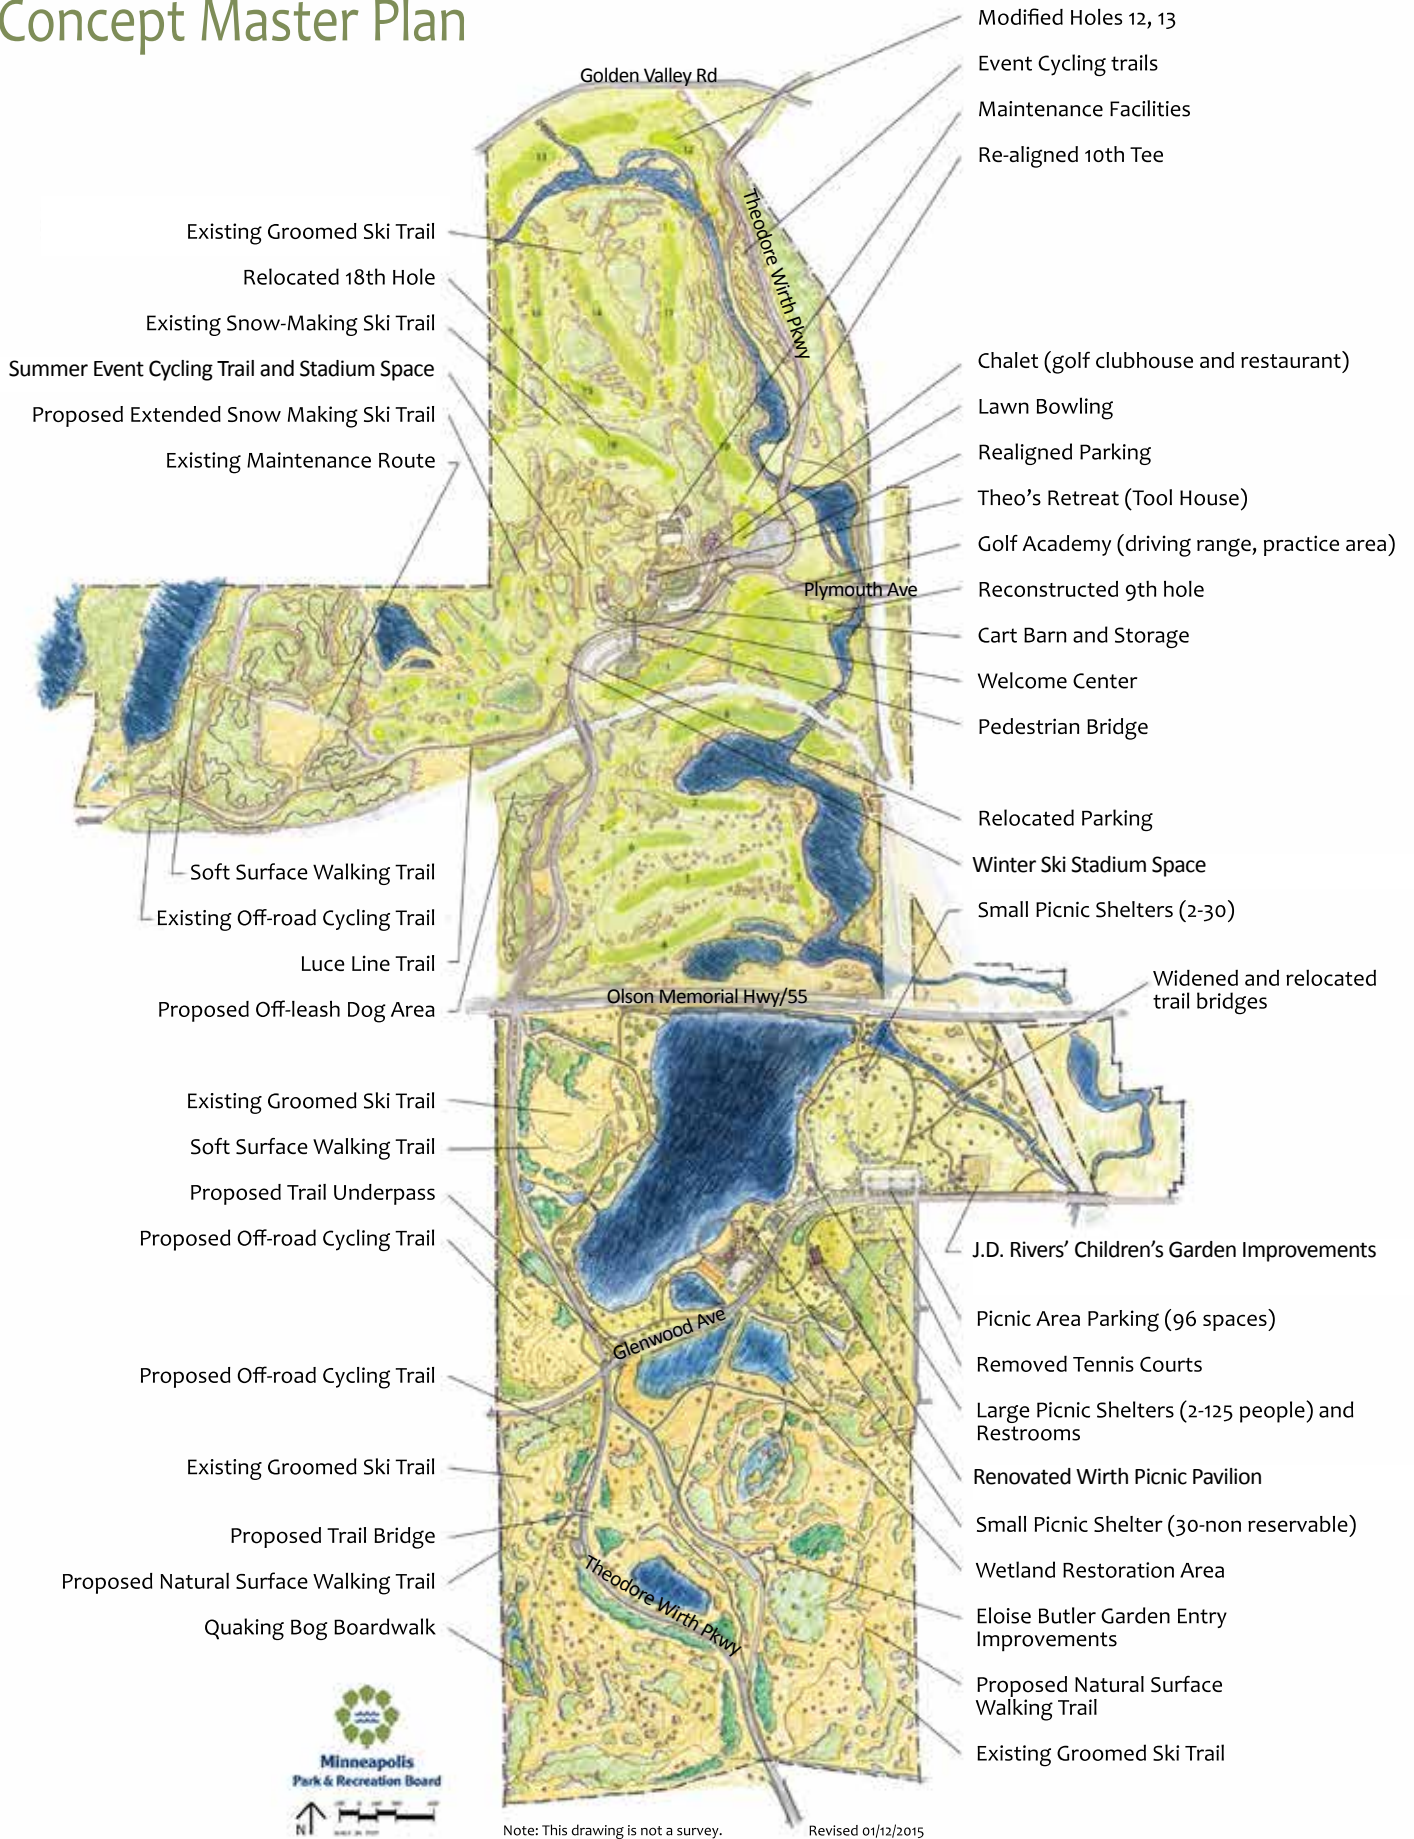 Concept Master Plan
Golden Valley Rd
Theodore Wirth Pkwy
Plymouth Ave
Olson Memorial Hwy/55
Glenwood Ave
Theodore Wirth Pkwy
Existing Groomed Ski Trail
Relocated 18th Hole
Existing Snow-Making Ski Trail
Summer Event Cycling Trail and Stadium Space
Proposed Extended Snow Making Ski Trail
Existing Maintenance Route
Soft Surface Walking Trail
Existing Off-road Cycling Trail
Luce Line Trail
Proposed Off-leash Dog Area
Existing Groomed Ski Trail
Soft Surface Walking Trail
Proposed Trail Underpass
Proposed Off-road Cycling Trail
Proposed Off-road Cycling Trail
Existing Groomed Ski Trail
Proposed Trail Bridge
Proposed Natural Surface Walking Trail
Quaking Bog Boardwalk
Modified Holes 12, 13
Event Cycling trails
Maintenance Facilities
Re-aligned 10th Tee
Chalet (golf clubhouse and restaurant)
Lawn Bowling
Realigned Parking
Theo's Retreat (Tool House)
Golf Academy (driving range, practice area)
Reconstructed 9th hole
Cart Barn and Storage
Welcome Center
Pedestrian Bridge
Relocated Parking
Winter Ski Stadium Space
Small Picnic Shelters (2-30)
Widened and relocated
trail bridges
J.D. Rivers' Children's Garden Improvements
Picnic Area Parking (96 spaces)
Removed Tennis Courts
Large Picnic Shelters (2-125 people) and
Restrooms
Renovated Wirth Picnic Pavilion
Small Picnic Shelter (30-non reservable)
Wetland Restoration Area
Eloise Butler Garden Entry
Improvements
Proposed Natural Surface
Walking Trail
Existing Groomed Ski Trail
Minneapolis
Park & Recreation Board
N
Note: This drawing is not a survey.
Revised 01/12/2015